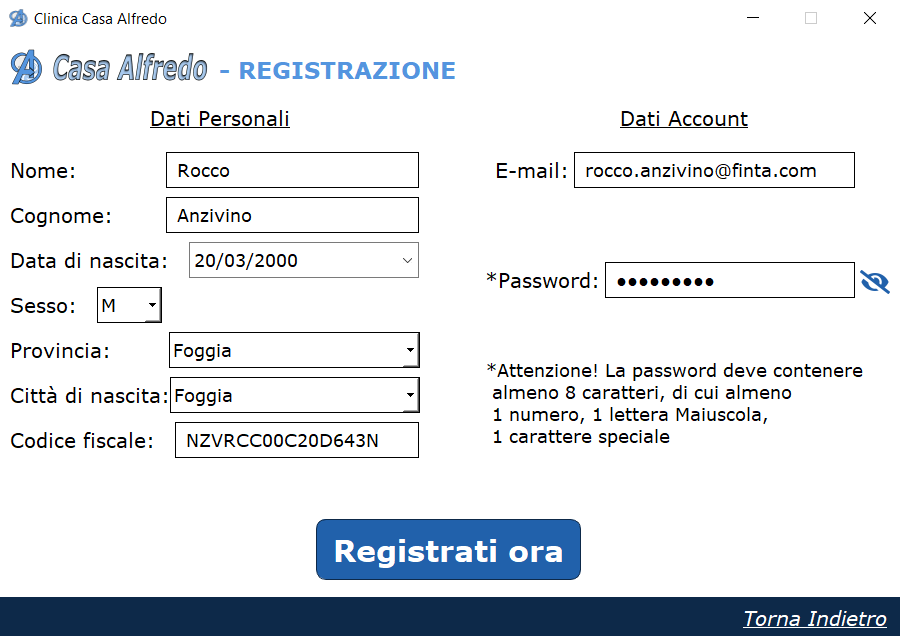 Clinica Casa Alfredo
Casa Alfredo - REGISTRAZIONE
Dati Personali
Nome: Rocco
Cognome: Anzivino
Data di nascita: 20/03/2000
Sesso: M
Provincia: Foggia
Città di nascita: Foggia
Codice fiscale: NZVRCC00C20D643N
Dati Account
E-mail: rocco.anzivino@finta.com
*Password: ●●●●●●●●●
*Attenzione! La password deve contenere
almeno 8 caratteri, di cui almeno
1 numero, 1 lettera Maiuscola,
1 carattere speciale
Registrati ora
Torna Indietro